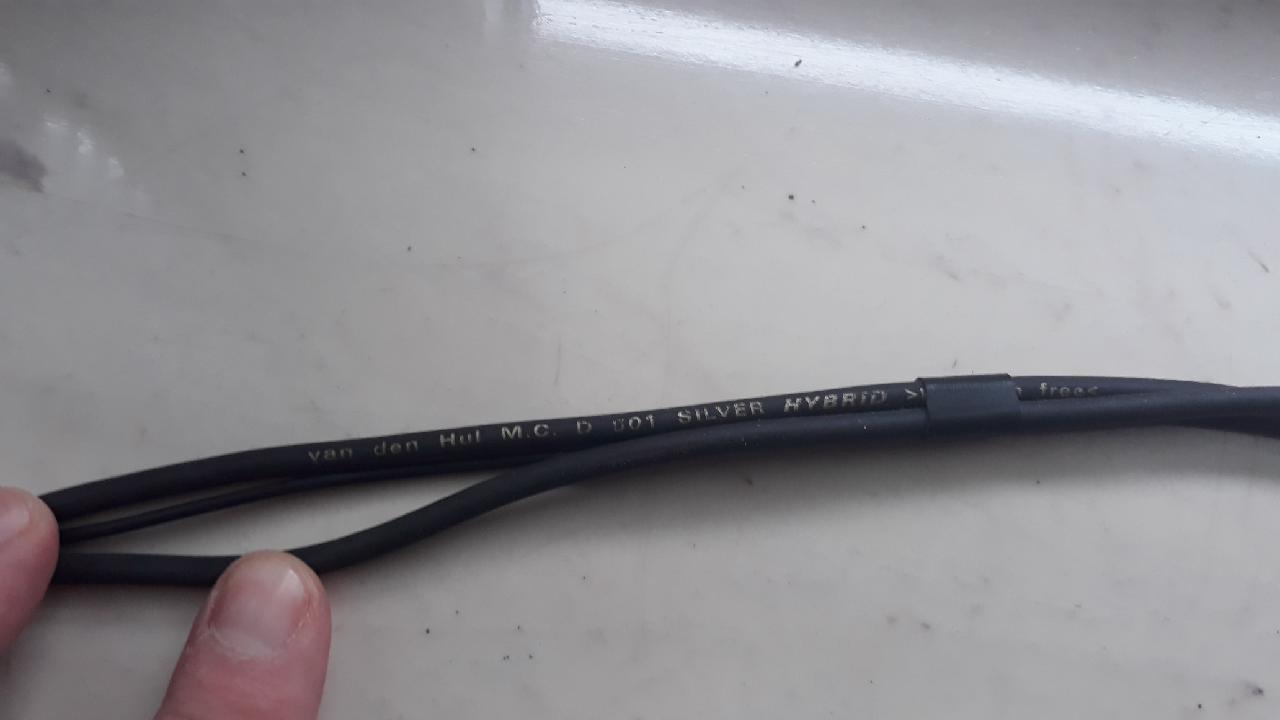 van den Hul M.C. D 501 SILVER HYBRID > free<